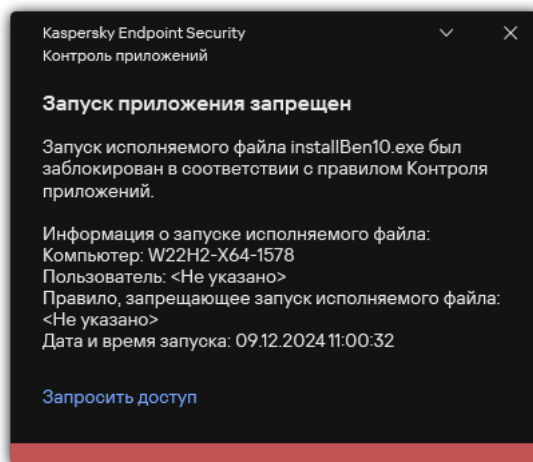 Kaspersky Endpoint Security
Контроль приложений
Запуск приложения запрещен
Запуск исполняемого файла installBen10.exe был
заблокирован в соответствии с правилом Контроля
приложений.
Информация о запуске исполняемого файла:
Компьютер: W22H2-X64-1578
Пользователь: <Не указано>
Правило, запрещающее запуск исполняемого файла:
<Не указано>
Дата и время запуска: 09.12.2024 11:00:32
Запросить доступ